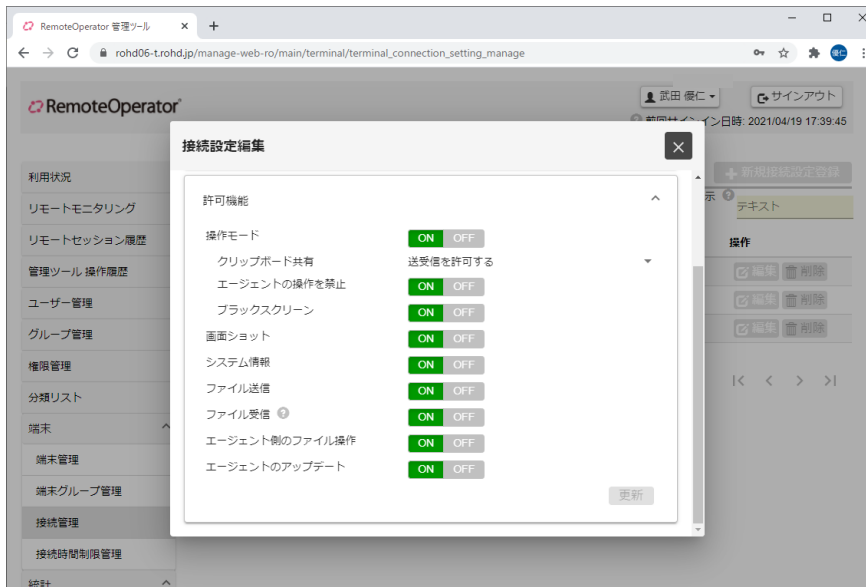 RemoteOperator 管理ツール
rohd06-t.rohd.jp/manage-web-ro/main/terminal/terminal_connection_setting_manage
優仁
RemoteOperator
武田 優仁
サインアウト
前回サインイン日時: 2021/04/19 17:39:45
利用状況
リモートモニタリング
リモートセッション履歴
管理ツール 操作履歴
ユーザー管理
グループ管理
権限管理
分類リスト
端末
端末管理
端末グループ管理
接続管理
接続時間制限管理
統計
接続設定編集
許可機能
操作モード ON OFF
クリップボード共有 送受信を許可する
エージェントの操作を禁止 ON OFF
ブラックスクリーン ON OFF
画面ショット ON OFF
システム情報 ON OFF
ファイル送信 ON OFF
ファイル受信 ON OFF
エージェント側のファイル操作 ON OFF
エージェントのアップデート ON OFF
更新
新規接続設定登録
示
テキスト
操作
編集 削除
編集 削除
編集 削除